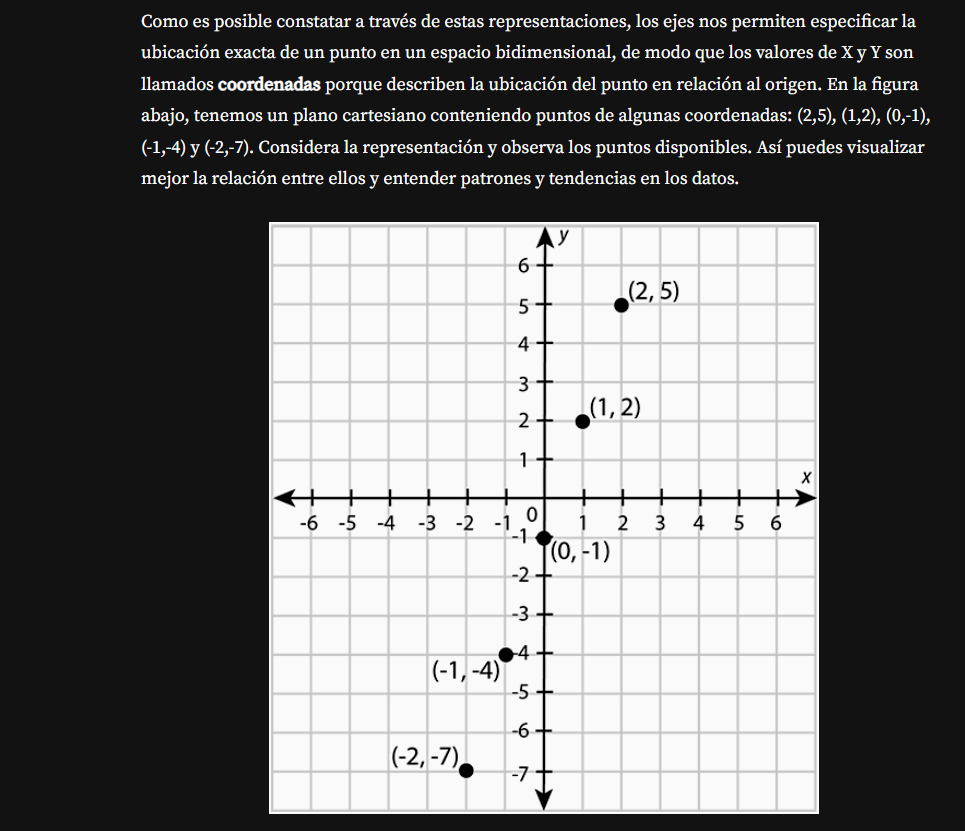 Como es posible constatar a través de estas representaciones, los ejes nos permiten especificar la
ubicación exacta de un punto en un espacio bidimensional, de modo que los valores de X y Y son
llamados coordenadas porque describen la ubicación del punto en relación al origen. En la figura
abajo, tenemos un plano cartesiano conteniendo puntos de algunas coordenadas: (2,5), (1,2), (0,-1),
(-1,-4) y (-2,-7). Considera la representación y observa los puntos disponibles. Así puedes visualizar
mejor la relación entre ellos y entender patrones y tendencias en los datos.
y
6
(2, 5)
5
4
3
(1, 2)
2
1
x
-6 -5 -4 -3 -2 -1 0 1 2 3 4 5 6
-1
(0, -1)
-2
-3
-4
(-1, -4)
-5
-6
(-2, -7)
-7